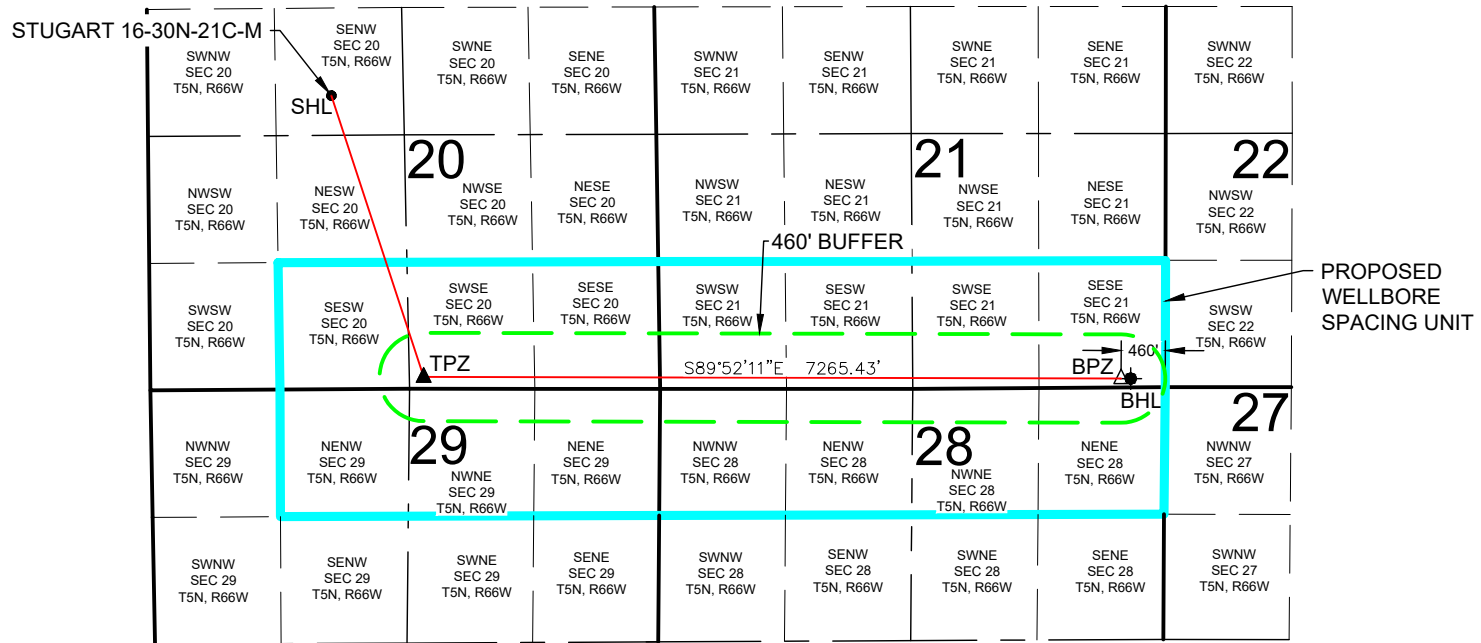 STUGART 16-30N-21C-M
SHL
SWNW
SEC 20
T5N, R66W
SENW
SEC 20
T5N, R66W
SWNE
SEC 20
T5N, R66W
SENE
SEC 20
T5N, R66W
SWNW
SEC 21
T5N, R66W
SENW
SEC 21
T5N, R66W
SWNE
SEC 21
T5N, R66W
SENE
SEC 21
T5N, R66W
SWNW
SEC 22
T5N, R66W
20
21
22
NWSW
SEC 20
T5N, R66W
NESW
SEC 20
T5N, R66W
NWSE
SEC 20
T5N, R66W
NESE
SEC 20
T5N, R66W
NWSW
SEC 21
T5N, R66W
NESW
SEC 21
T5N, R66W
NWSE
SEC 21
T5N, R66W
NESE
SEC 21
T5N, R66W
NWSW
SEC 22
T5N, R66W
460' BUFFER
PROPOSED
WELLBORE
SPACING UNIT
SWSW
SEC 20
T5N, R66W
SESW
SEC 20
T5N, R66W
SWSE
SEC 20
T5N, R66W
SESE
SEC 20
T5N, R66W
SWSW
SEC 21
T5N, R66W
SESW
SEC 21
T5N, R66W
SWSE
SEC 21
T5N, R66W
SESE
SEC 21
T5N, R66W
SWSW
SEC 22
T5N, R66W
TPZ
S89°52'11"E 7265.43'
BPZ
460'
BHL
29
28
27
NWNW
SEC 29
T5N, R66W
NENW
SEC 29
T5N, R66W
NWNE
SEC 29
T5N, R66W
NENE
SEC 29
T5N, R66W
NWNW
SEC 28
T5N, R66W
NENW
SEC 28
T5N, R66W
NWNE
SEC 28
T5N, R66W
NENE
SEC 28
T5N, R66W
NWNW
SEC 27
T5N, R66W
SWNW
SEC 29
T5N, R66W
SENW
SEC 29
T5N, R66W
SWNE
SEC 29
T5N, R66W
SENE
SEC 29
T5N, R66W
SWNW
SEC 28
T5N, R66W
SENW
SEC 28
T5N, R66W
SWNE
SEC 28
T5N, R66W
SENE
SEC 28
T5N, R66W
SWNW
SEC 27
T5N, R66W